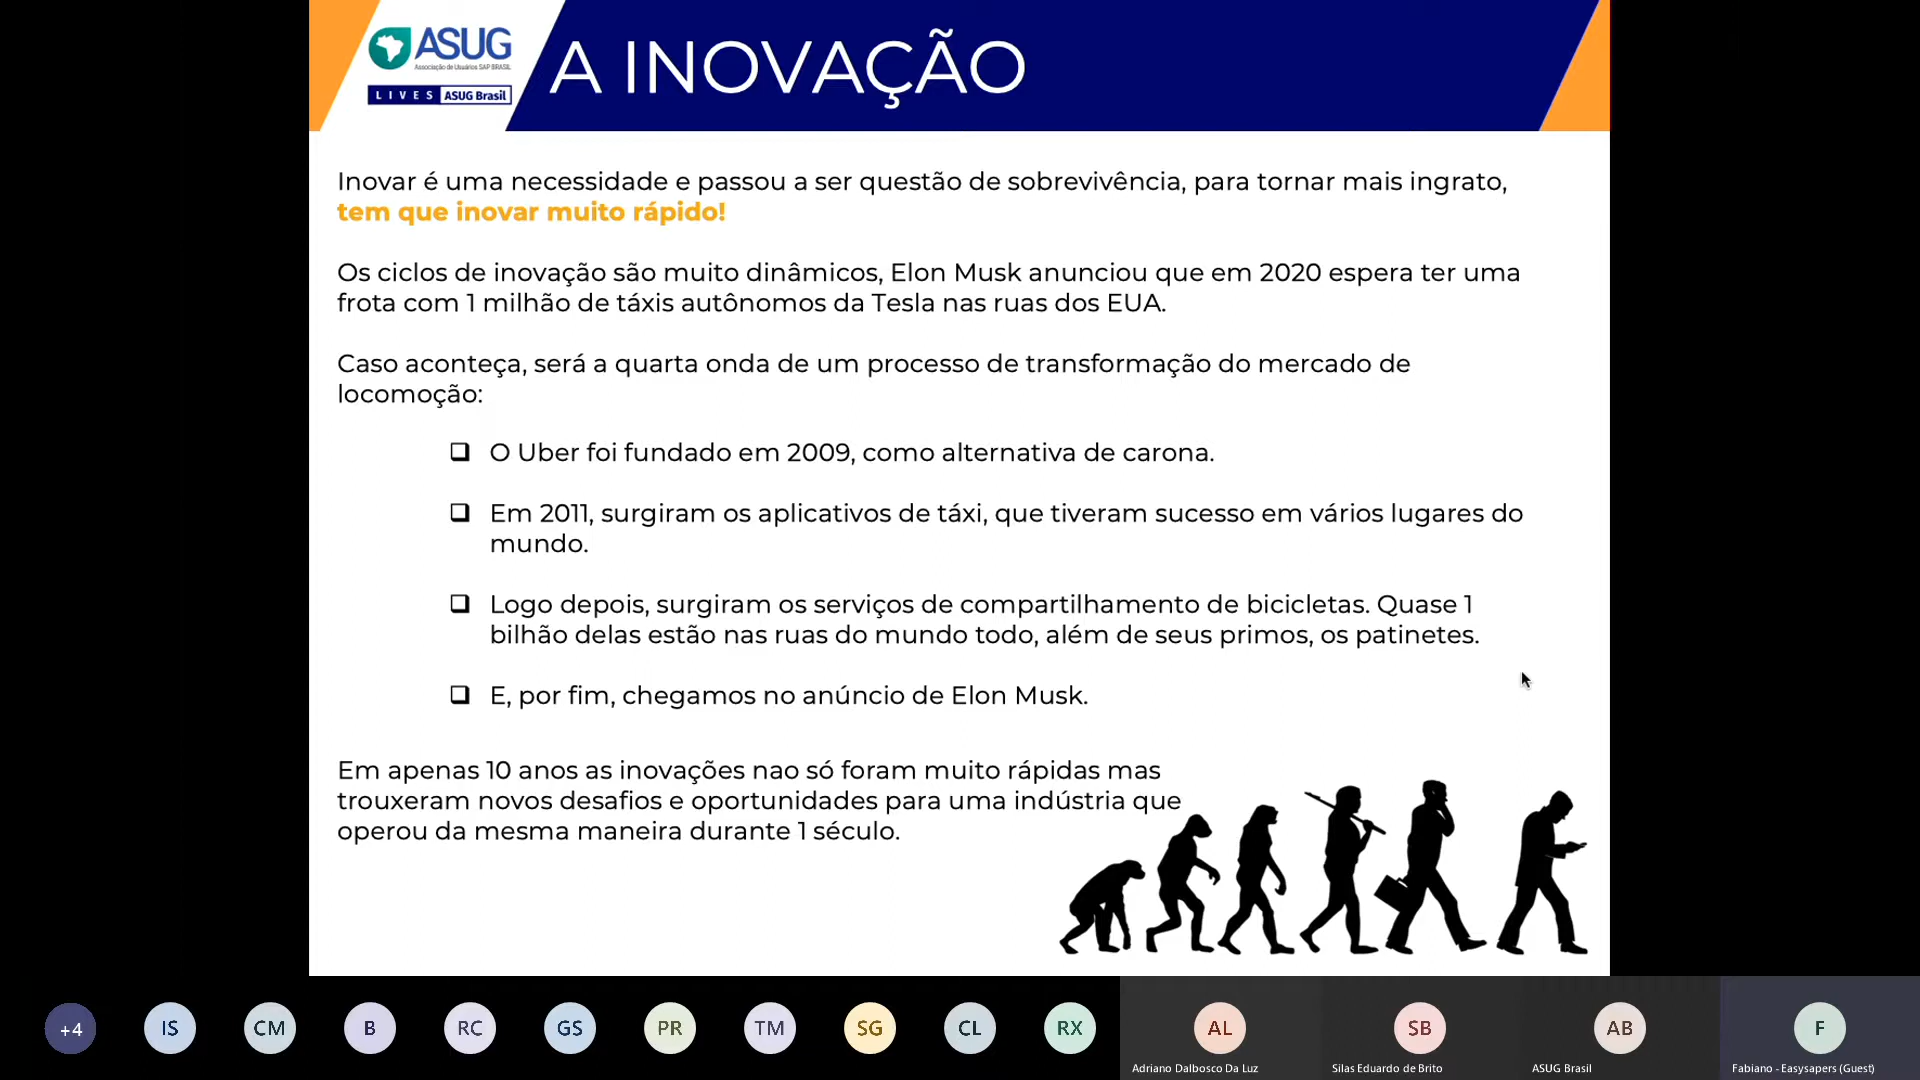 ASUG
Associação de Usuários SAP BRASIL
LIVES ASUG Brasil
A INOVAÇÃO
Inovar é uma necessidade e passou a ser questão de sobrevivência, para tornar mais ingrato,
tem que inovar muito rápido!
Os ciclos de inovação são muito dinâmicos, Elon Musk anunciou que em 2020 espera ter uma
frota com 1 milhão de táxis autônomos da Tesla nas ruas dos EUA.
Caso aconteça, será a quarta onda de um processo de transformação do mercado de
locomoção:
O Uber foi fundado em 2009, como alternativa de carona.
Em 2011, surgiram os aplicativos de táxi, que tiveram sucesso em vários lugares do
mundo.
Logo depois, surgiram os serviços de compartilhamento de bicicletas. Quase 1
bilhão delas estão nas ruas do mundo todo, além de seus primos, os patinetes.
E, por fim, chegamos no anúncio de Elon Musk.
Em apenas 10 anos as inovações nao só foram muito rápidas mas
trouxeram novos desafios e oportunidades para uma indústria que
operou da mesma maneira durante 1 século.
+4 IS CM B RC GS PR TM SG CL RX AL SB AB F
Adriano Dalbosco Da Luz Silas Eduardo de Brito ASUG Brasil Fabiano - Easysapers (Guest)